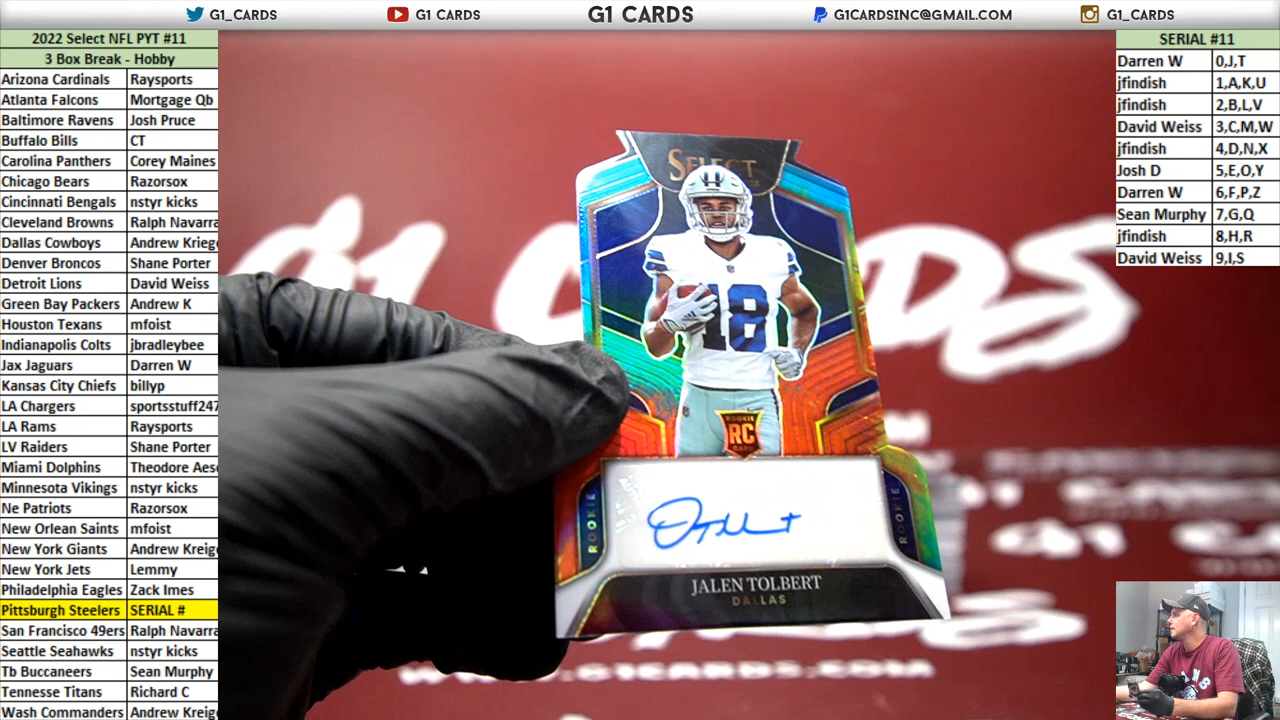 G1_CARDS
G1 CARDS
G1 CARDS
G1CARDSINC@GMAIL.COM
G1_CARDS
2022 Select NFL PYT #11
3 Box Break - Hobby
Arizona Cardinals Raysports
Atlanta Falcons Mortgage Qb
Baltimore Ravens Josh Pruce
Buffalo Bills CT
Carolina Panthers Corey Maines
Chicago Bears Razorsox
Cincinnati Bengals nstyr kicks
Cleveland Browns Ralph Navarra
Dallas Cowboys Andrew Krieg
Denver Broncos Shane Porter
Detroit Lions David Weiss
Green Bay Packers Andrew K
Houston Texans mfoist
Indianapolis Colts jbradleybee
Jax Jaguars Darren W
Kansas City Chiefs billyp
LA Chargers sportsstuff247
LA Rams Raysports
LV Raiders Shane Porter
Miami Dolphins Theodore Aes
Minnesota Vikings nstyr kicks
Ne Patriots Razorsox
New Orlean Saints mfoist
New York Giants Andrew Kreig
New York Jets Lemmy
Philadelphia Eagles Zack Imes
Pittsburgh Steelers SERIAL #
San Francisco 49ers Ralph Navarra
Seattle Seahawks nstyr kicks
Tb Buccaneers Sean Murphy
Tennesse Titans Richard C
Wash Commanders Andrew Kreig
SERIAL #11
Darren W 0,J,T
jfindish 1,A,K,U
jfindish 2,B,L,V
David Weiss 3,C,M,W
jfindish 4,D,N,X
Josh D 5,E,O,Y
Darren W 6,F,P,Z
Sean Murphy 7,G,Q
jfindish 8,H,R
David Weiss 9,I,S
G1 CARDS
SELECT
18
ROOKIE
RC
CARD
ROOKIE
ROOKIE
JALEN TOLBERT
DALLAS